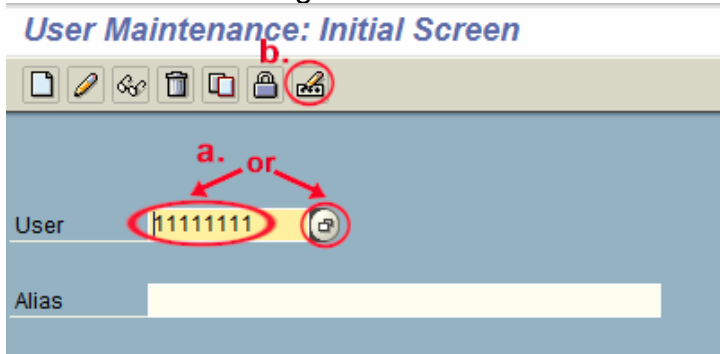 User Maintenance: Initial Screen
b.
a. or
User 11111111
Alias